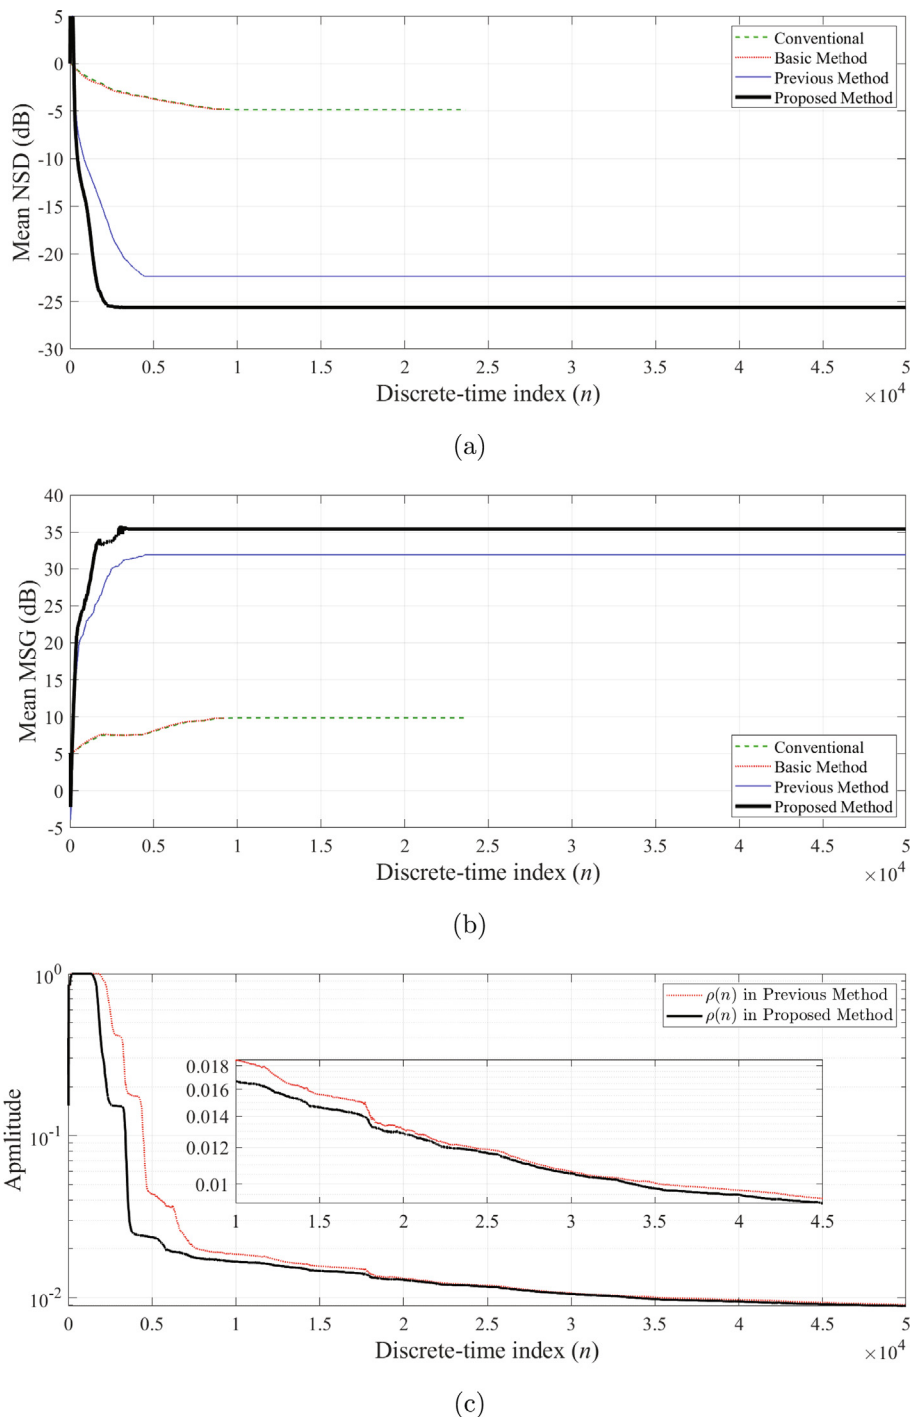 5
0
-5
-10
-15
-20
-25
-30
Mean NSD (dB)
Conventional
Basic Method
Previous Method
Proposed Method
0 0.5 1 1.5 2 2.5 3 3.5 4 4.5 5
Discrete-time index (n)
×10^4
(a)
40
35
30
25
20
15
10
5
0
-5
Mean MSG (dB)
Conventional
Basic Method
Previous Method
Proposed Method
0 0.5 1 1.5 2 2.5 3 3.5 4 4.5 5
Discrete-time index (n)
×10^4
(b)
10^0
10^-1
10^-2
Apmlitude
ρ(n) in Previous Method
ρ(n) in Proposed Method
0.018
0.016
0.014
0.012
0.01
1 1.5 2 2.5 3 3.5 4 4.5
0 0.5 1 1.5 2 2.5 3 3.5 4 4.5 5
Discrete-time index (n)
×10^4
(c)